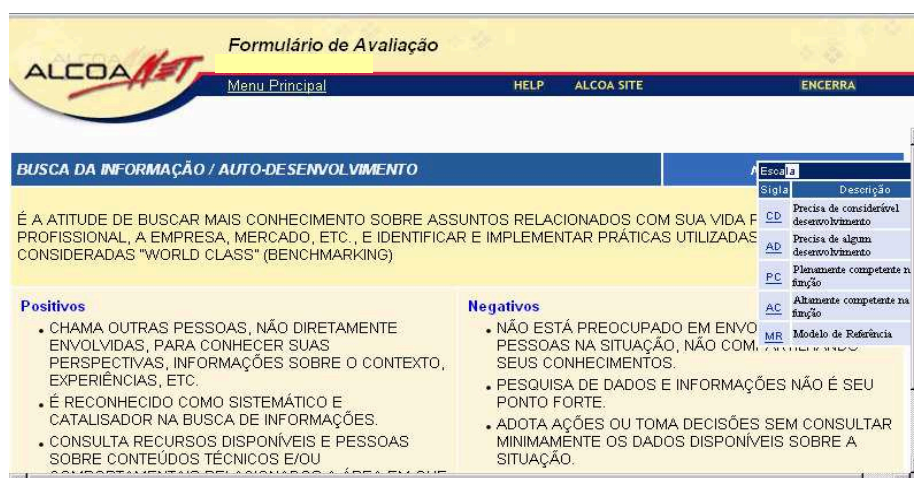 Formulário de Avaliação
ALCOA NET
Menu Principal
HELP
ALCOA SITE
ENCERRA
BUSCA DA INFORMAÇÃO / AUTO-DESENVOLVIMENTO
Escala
Sigla Descrição
CD Precisa de considerável
desenvolvimento
AD Precisa de algum
desenvolvimento
PC Plenamente competente n
função
AC Altamente competente na
função
MR Modelo de Referência
É A ATITUDE DE BUSCAR MAIS CONHECIMENTO SOBRE ASSUNTOS RELACIONADOS COM SUA VIDA
PROFISSIONAL, A EMPRESA, MERCADO, ETC., E IDENTIFICAR E IMPLEMENTAR PRÁTICAS UTILIZADAS
CONSIDERADAS "WORLD CLASS" (BENCHMARKING)
Positivos
• CHAMA OUTRAS PESSOAS, NÃO DIRETAMENTE
ENVOLVIDAS, PARA CONHECER SUAS
PERSPECTIVAS, INFORMAÇÕES SOBRE O CONTEXTO,
EXPERIÊNCIAS, ETC.
• É RECONHECIDO COMO SISTEMÁTICO E
CATALISADOR NA BUSCA DE INFORMAÇÕES.
• CONSULTA RECURSOS DISPONÍVEIS E PESSOAS
SOBRE CONTEÚDOS TÉCNICOS E/OU
COMPORTAMENTAIS RELACIONADOS A ÁREA EM QUE
Negativos
• NÃO ESTÁ PREOCUPADO EM ENVO
PESSOAS NA SITUAÇÃO, NÃO
SEUS CONHECIMENTOS.
• PESQUISA DE DADOS E INFORMAÇÕES NÃO É SEU
PONTO FORTE.
• ADOTA AÇÕES OU TOMA DECISÕES SEM CONSULTAR
MINIMAMENTE OS DADOS DISPONÍVEIS SOBRE A
SITUAÇÃO.